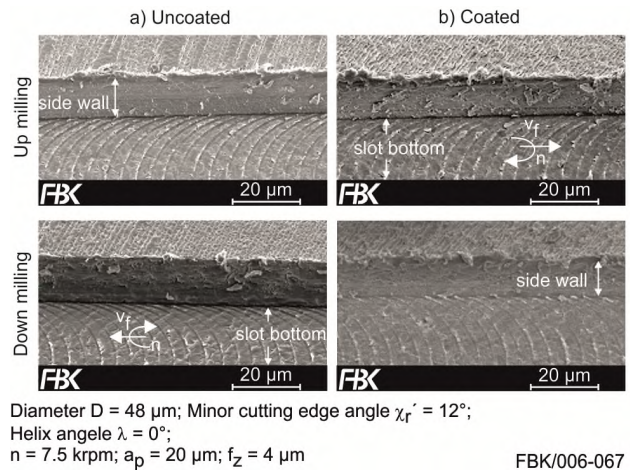 a) Uncoated
b) Coated
Up milling
side wall
FBK
20 µm
slot bottom
vf
n
FBK
20 µm
Down milling
vf
n
slot bottom
FBK
20 µm
side wall
FBK
20 µm
Diameter D = 48 µm; Minor cutting edge angle χr´ = 12°;
Helix angele λ = 0°;
n = 7.5 krpm; ap = 20 µm; fz = 4 µm
FBK/006-067